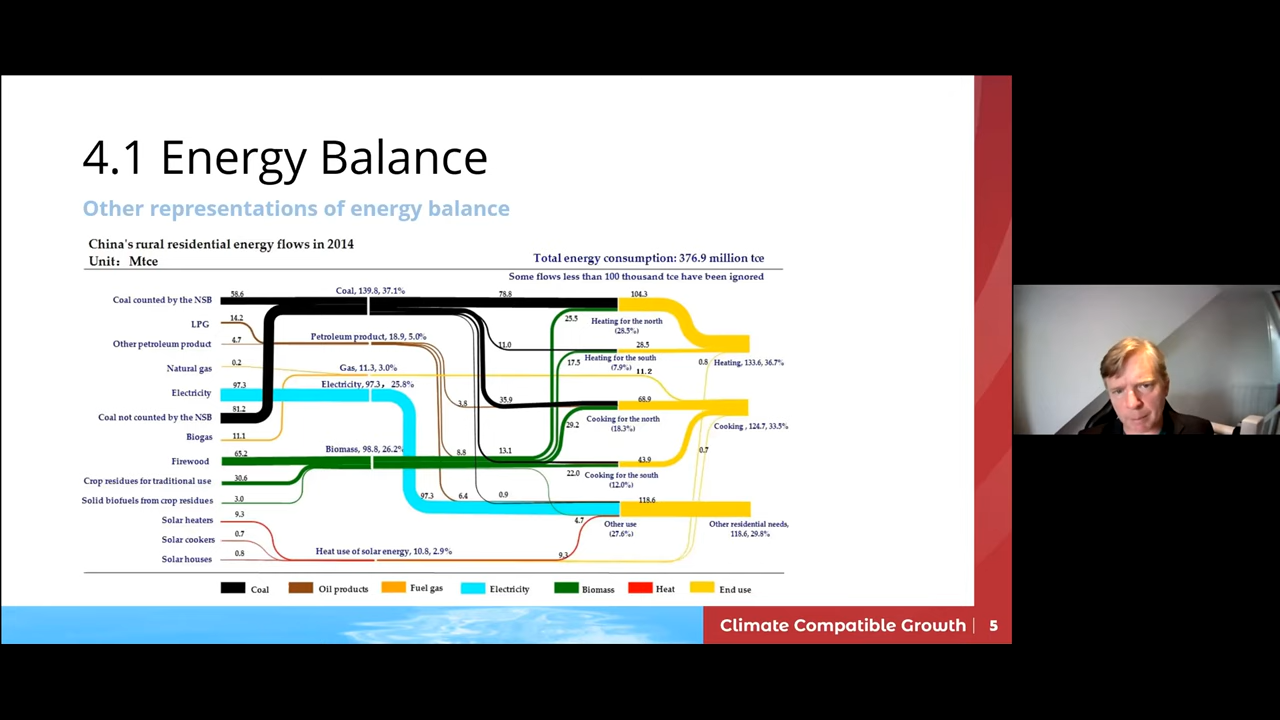 4.1 Energy Balance
Other representations of energy balance
China's rural residential energy flows in 2014
Unit: Mtce
Total energy consumption: 376.9 million tce
Some flows less than 100 thousand tce have been ignored
Coal counted by the NSB
58.6
Coal, 139.8, 37.1%
78.8
104.3
LPG
14.2
25.5
Heating for the north
(28.5%)
Other petroleum product
4.7
Petroleum product, 18.9, 5.0%
11.0
28.5
Heating for the south
(7.9%)
17.5
0.8
Heating, 133.6, 36.7%
Natural gas
0.2
Gas, 11.3, 3.0%
11.2
Electricity
97.3
Electricity, 97.3, 25.8%
3.8
35.9
68.9
Coal not counted by the NSB
81.2
Cooking for the north
(18.3%)
29.2
Cooking, 124.7, 33.5%
Biogas
11.1
Firewood
65.2
Biomass, 98.8, 26.2%
8.8
13.1
43.9
0.7
Crop residues for traditional use
30.6
22.0
Cooking for the south
(12.0%)
Solid biofuels from crop residues
3.0
97.3
6.4
0.9
118.6
Solar heaters
9.3
4.7
Other use
(27.6%)
Other residential needs,
118.6, 29.8%
Solar cookers
0.7
Solar houses
0.8
Heat use of solar energy, 10.8, 2.9%
9.3
Coal
Oil products
Fuel gas
Electricity
Biomass
Heat
End use
Climate Compatible Growth | 5